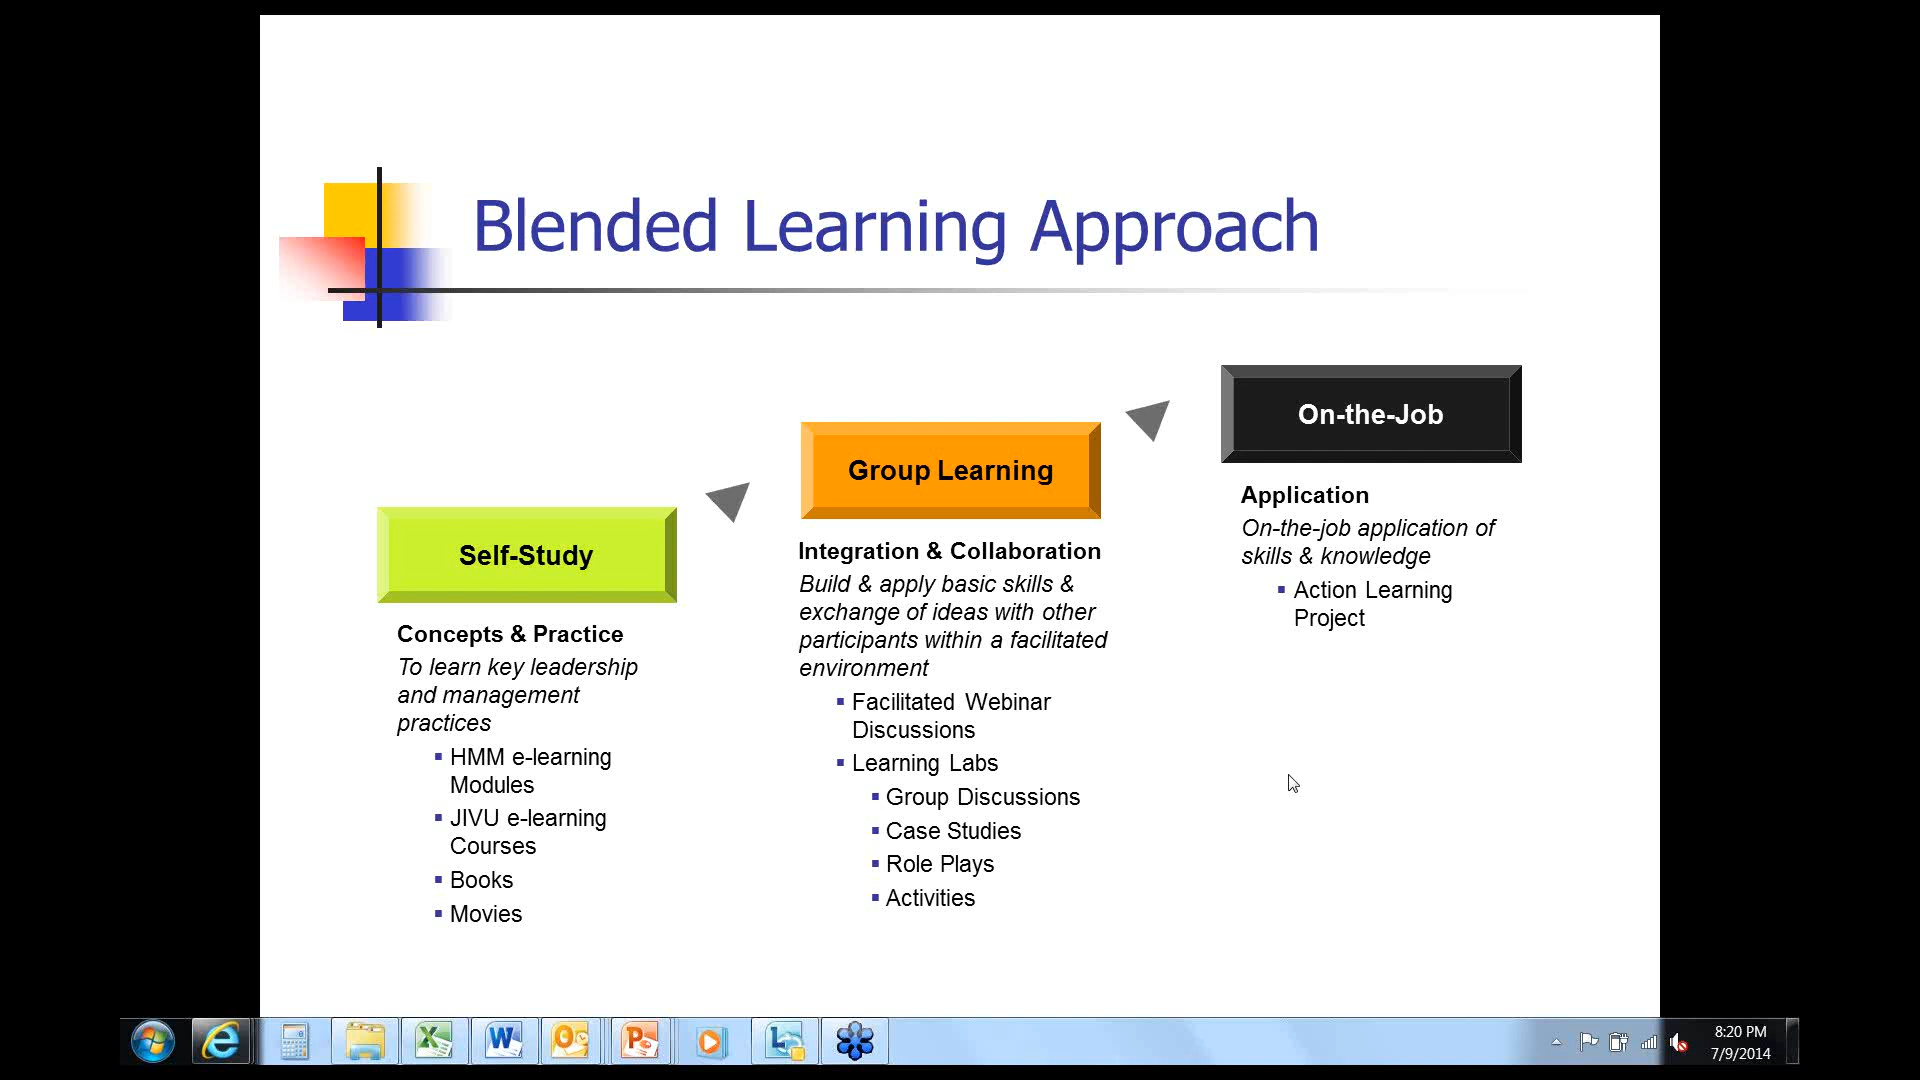 Blended Learning Approach
Self-Study
Concepts & Practice
To learn key leadership
and management
practices
HMM e-learning
Modules
JIVU e-learning
Courses
Books
Movies
Group Learning
Integration & Collaboration
Build & apply basic skills &
exchange of ideas with other
participants within a facilitated
environment
Facilitated Webinar
Discussions
Learning Labs
Group Discussions
Case Studies
Role Plays
Activities
On-the-Job
Application
On-the-job application of
skills & knowledge
Action Learning
Project
8:20 PM
7/9/2014